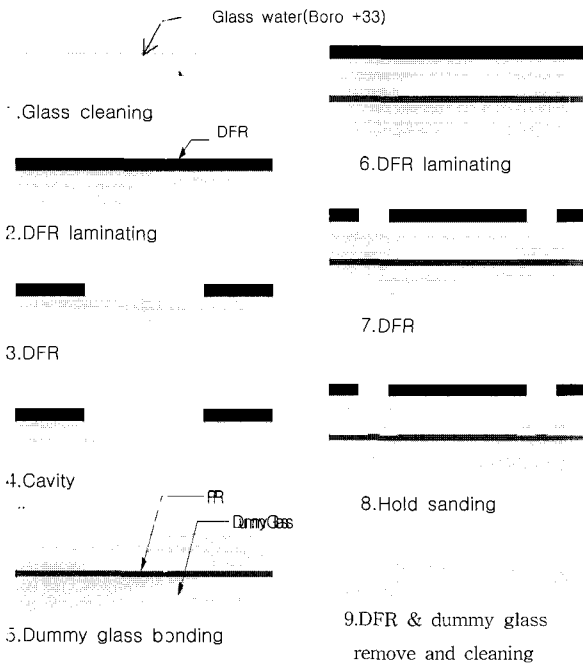 Glass water(Boro +33)
1.Glass cleaning
DFR
2.DFR laminating
3.DFR
4.Cavity
PR
Dummy Glass
5.Dummy glass bonding
6.DFR laminating
7.DFR
8.Hold sanding
9.DFR & dummy glass
remove and cleaning